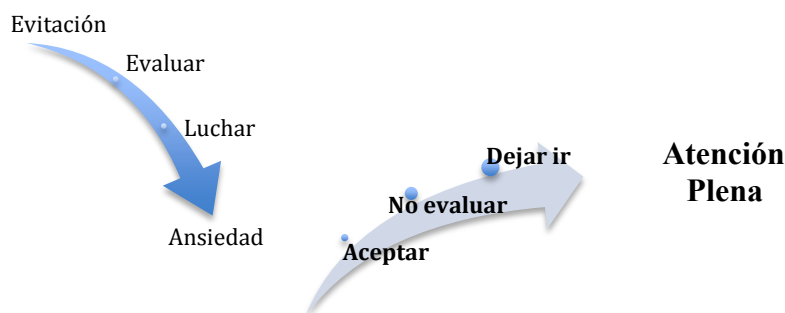 Evitación
Evaluar
Luchar
Ansiedad
Dejar ir
No evaluar
Aceptar
Atención
Plena